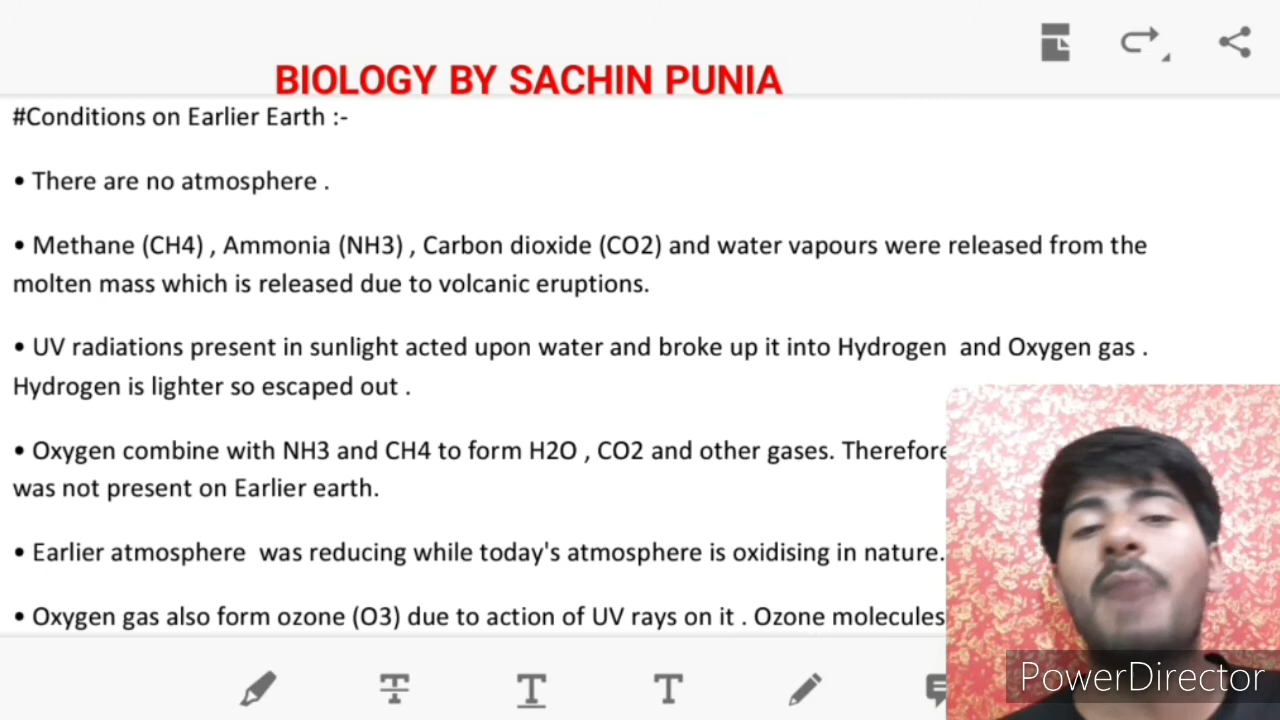 BIOLOGY BY SACHIN PUNIA
#Conditions on Earlier Earth :-
• There are no atmosphere .
• Methane (CH4) , Ammonia (NH3) , Carbon dioxide (CO2) and water vapours were released from the
molten mass which is released due to volcanic eruptions.
• UV radiations present in sunlight acted upon water and broke up it into Hydrogen  and Oxygen gas .
Hydrogen is lighter so escaped out .
• Oxygen combine with NH3 and CH4 to form H2O , CO2 and other gases. Therefore
was not present on Earlier earth.
• Earlier atmosphere  was reducing while today's atmosphere is oxidising in nature.
• Oxygen gas also form ozone (O3) due to action of UV rays on it . Ozone molecules
T T T
PowerDirector